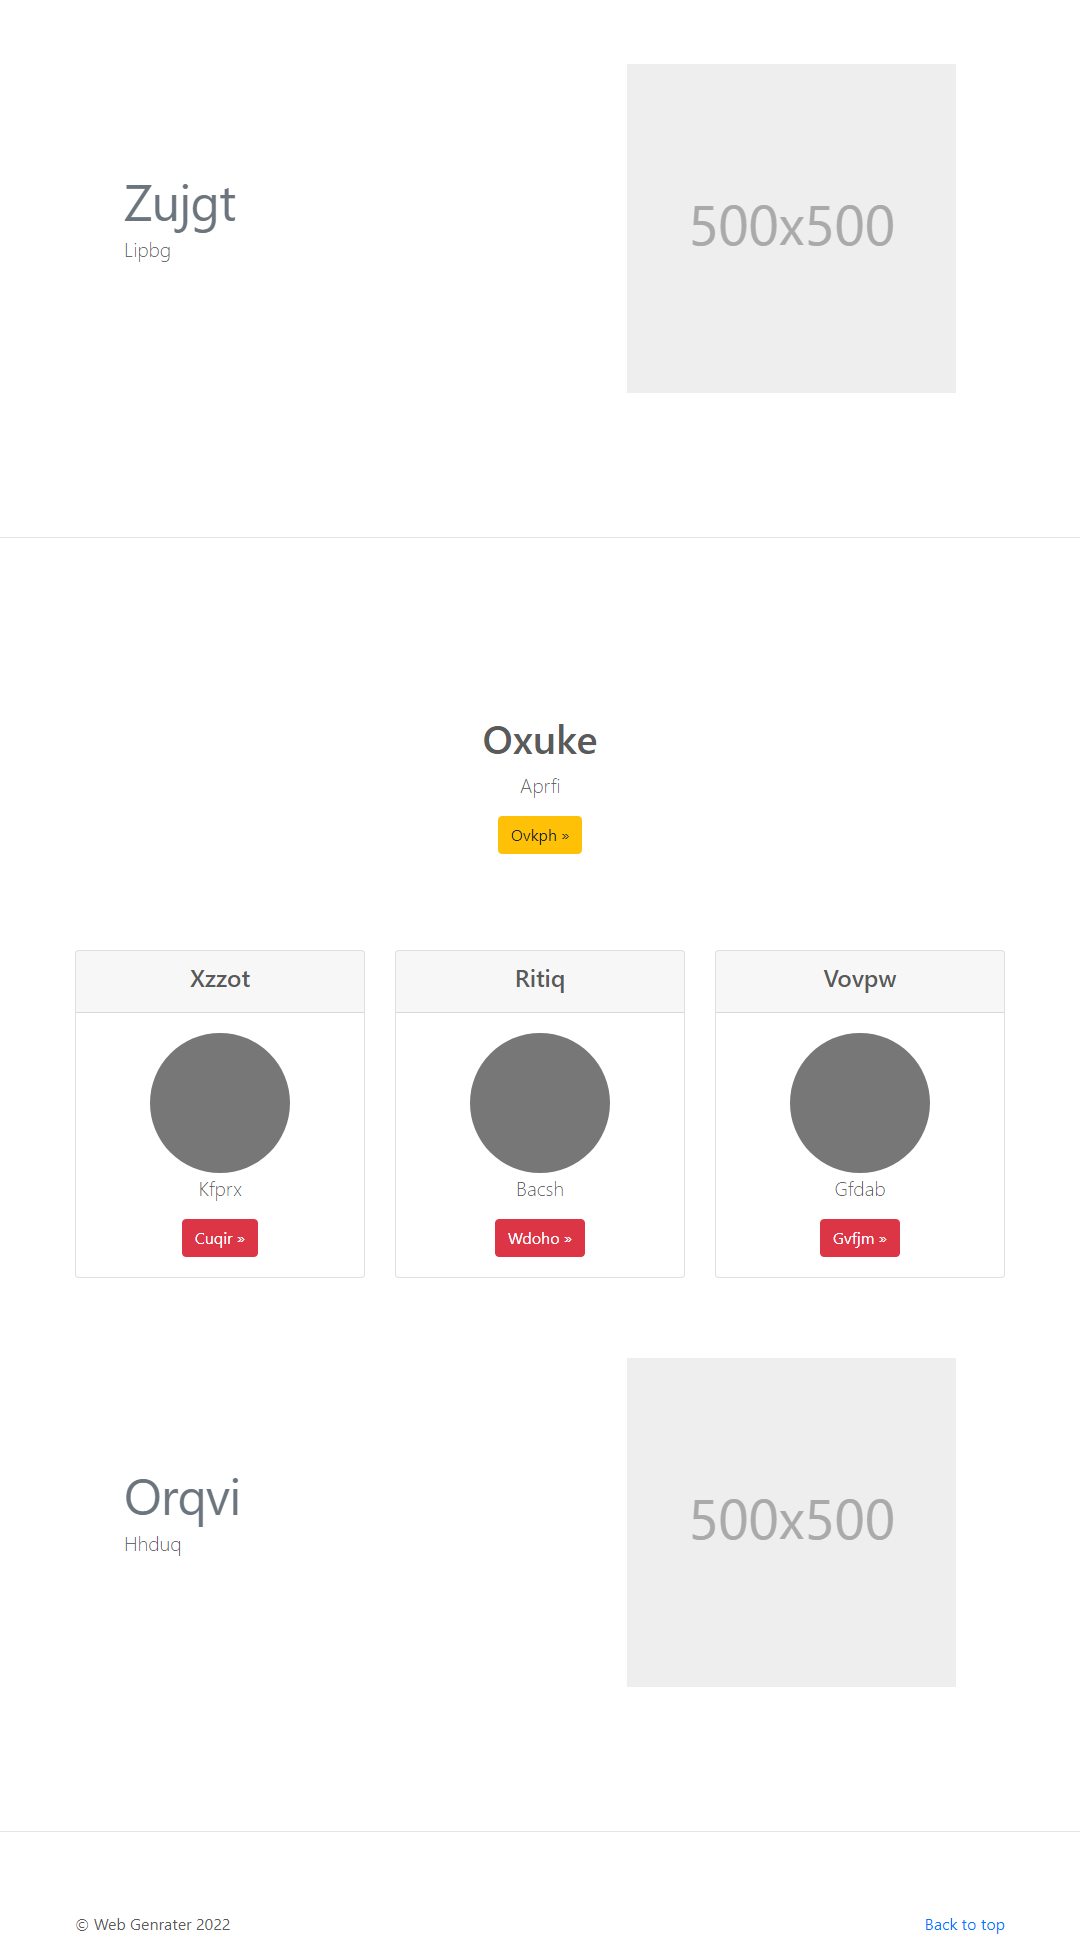 Zujgt
Lipbg
500x500
Oxuke
Aprfi
Ovkph »
Xzzot
Kfprx
Cuqir »
Ritiq
Bacsh
Wdoho »
Vovpw
Gfdab
Gvfjm »
Orqvi
Hhduq
500x500
© Web Genrater 2022
Back to top